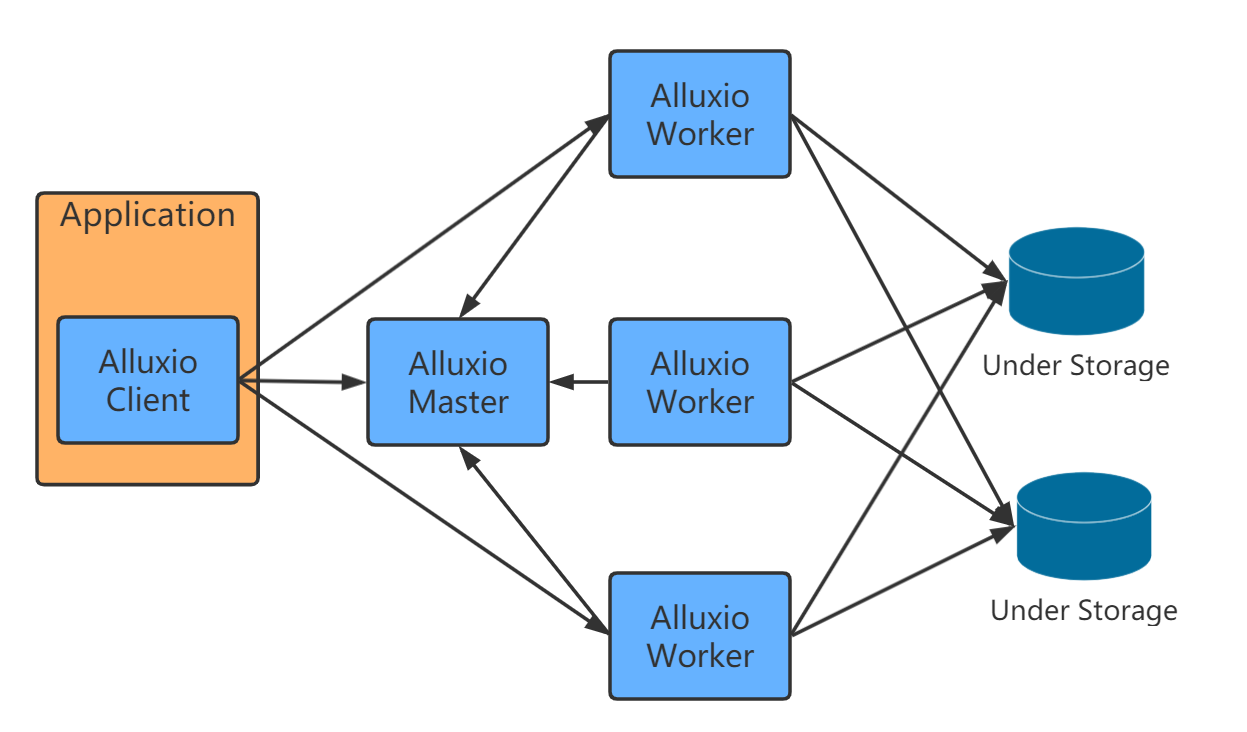 Application
Alluxio
Client
Alluxio
Master
Alluxio
Worker
Alluxio
Worker
Alluxio
Worker
Under Storage
Under Storage